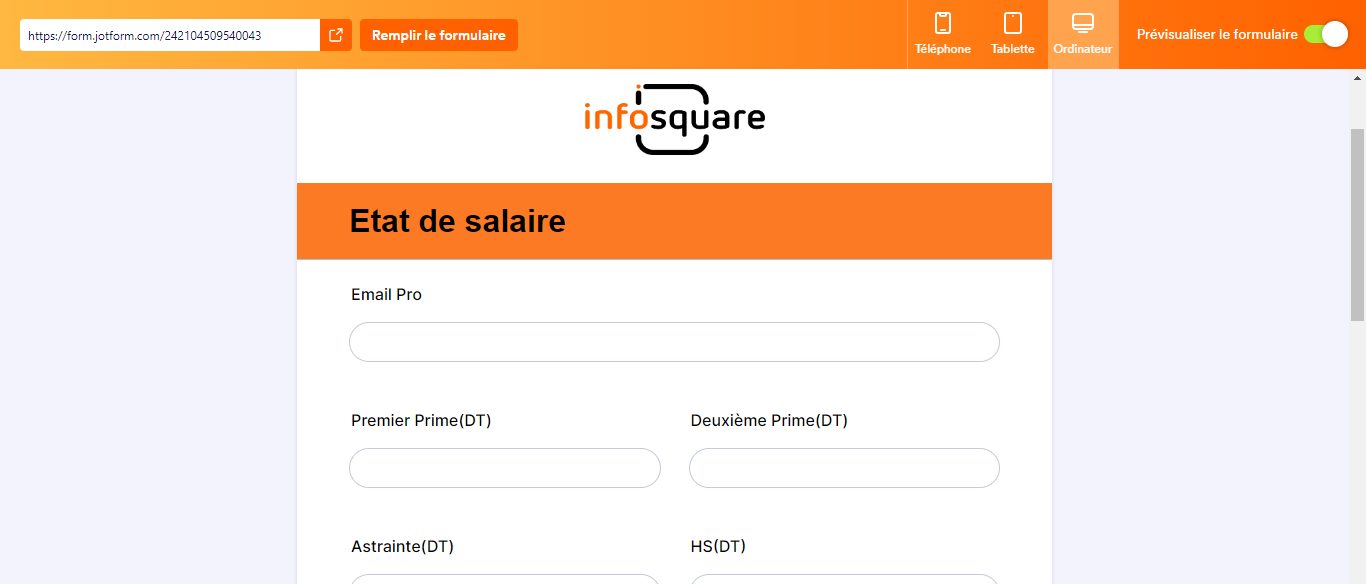 https://form.jotform.com/242104509540043
Remplir le formulaire
Téléphone
Tablette
Ordinateur
Prévisualiser le formulaire
infosquare
Etat de salaire
Email Pro
Premier Prime(DT)
Deuxième Prime(DT)
Astrainte(DT)
HS(DT)